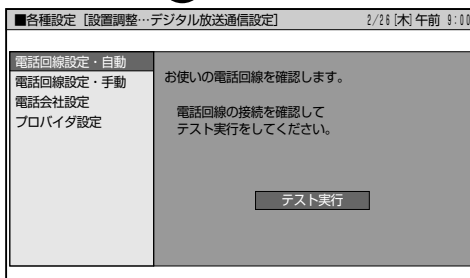 ■各種設定［設置調整…デジタル放送通信設定］ 2/26［木］午前 9:00
電話回線設定・自動
電話回線設定・手動
電話会社設定
プロバイダ設定
お使いの電話回線を確認します。
電話回線の接続を確認して
テスト実行をしてください。
テスト実行